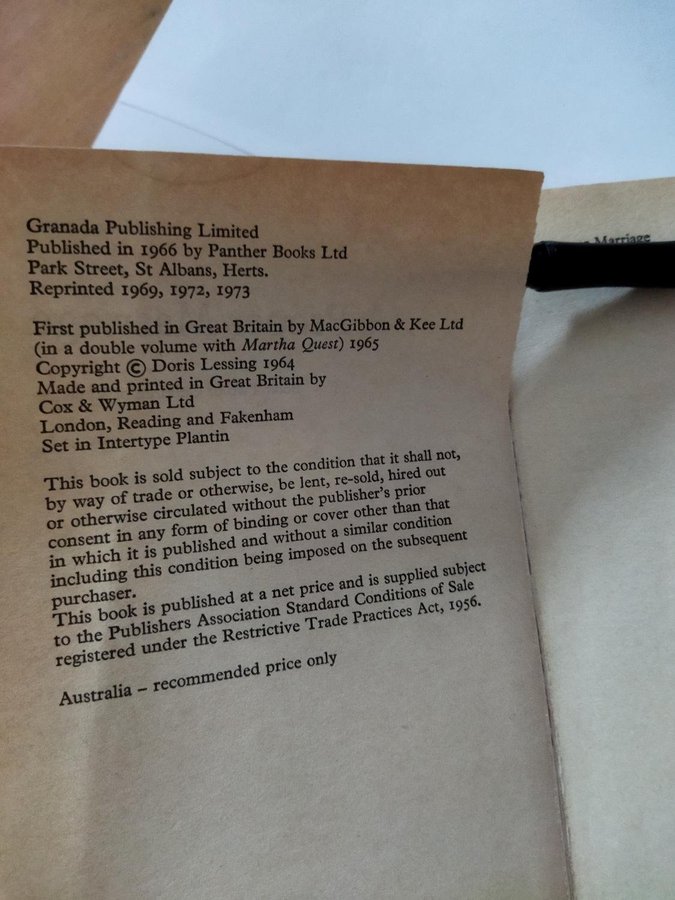 Granada Publishing Limited
Published in 1966 by Panther Books Ltd
Park Street, St Albans, Herts.
Reprinted 1969, 1972, 1973
First published in Great Britain by MacGibbon & Kee Ltd
(in a double volume with Martha Quest) 1965
Copyright © Doris Lessing 1964
Made and printed in Great Britain by
Cox & Wyman Ltd
London, Reading and Fakenham
Set in Intertype Plantin
This book is sold subject to the condition that it shall not,
by way of trade or otherwise, be lent, re-sold, hired out
or otherwise circulated without the publisher's prior
consent in any form of binding or cover other than that
in which it is published and without a similar condition
including this condition being imposed on the subsequent
purchaser.
This book is published at a net price and is supplied subject
to the Publishers Association Standard Conditions of Sale
registered under the Restrictive Trade Practices Act, 1956.
Australia – recommended price only
Marriage